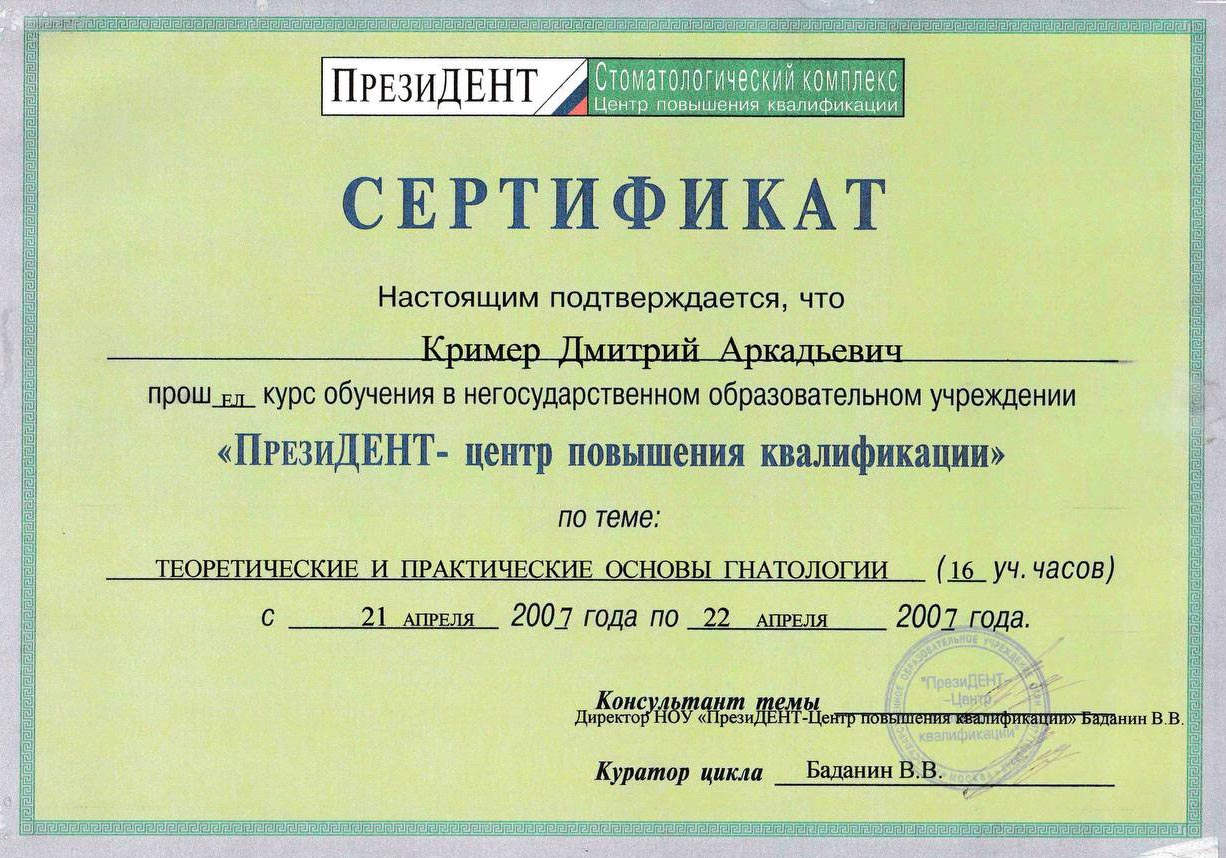 ПрезиДЕНТ Стоматологический комплекс
Центр повышения квалификации
СЕРТИФИКАТ
Настоящим подтверждается, что
Кример Дмитрий Аркадьевич
прош ел курс обучения в негосударственном образовательном учреждении
«ПрезиДЕНТ- центр повышения квалификации»
по теме:
ТЕОРЕТИЧЕСКИЕ И ПРАКТИЧЕСКИЕ ОСНОВЫ ГНАТОЛОГИИ (16 уч. часов)
с 21 АПРЕЛЯ 2007 года по 22 АПРЕЛЯ 2007 года.
Консультант темы
Директор НОУ «ПрезиДЕНТ-Центр повышения квалификации» Баданин В.В.
Куратор цикла Баданин В.В.
"ПрезиДЕНТ-
-Центр
квалификации"
ОБРАЗОВАТЕЛЬНОЕ УЧРЕЖДЕНИЕ
МОСКВА